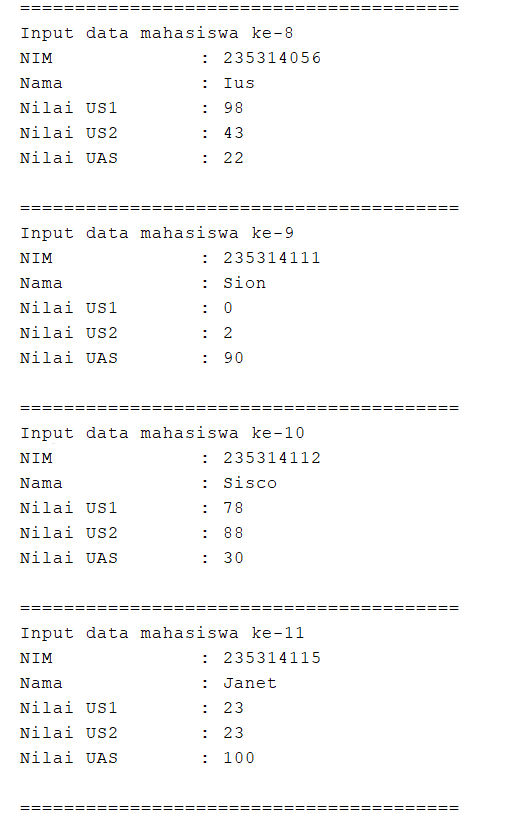 ========================================
Input data mahasiswa ke-8
NIM : 235314056
Nama : Ius
Nilai US1 : 98
Nilai US2 : 43
Nilai UAS : 22
========================================
Input data mahasiswa ke-9
NIM : 235314111
Nama : Sion
Nilai US1 : 0
Nilai US2 : 2
Nilai UAS : 90
========================================
Input data mahasiswa ke-10
NIM : 235314112
Nama : Sisco
Nilai US1 : 78
Nilai US2 : 88
Nilai UAS : 30
========================================
Input data mahasiswa ke-11
NIM : 235314115
Nama : Janet
Nilai US1 : 23
Nilai US2 : 23
Nilai UAS : 100
========================================